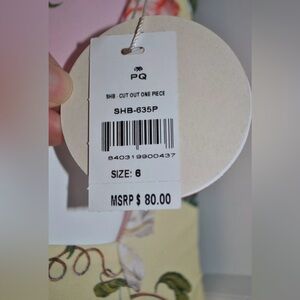 PQ
SHB - CUT OUT ONE PIECE
SHB-635P
840319900437
SIZE: 6
MSRP $ 80.00